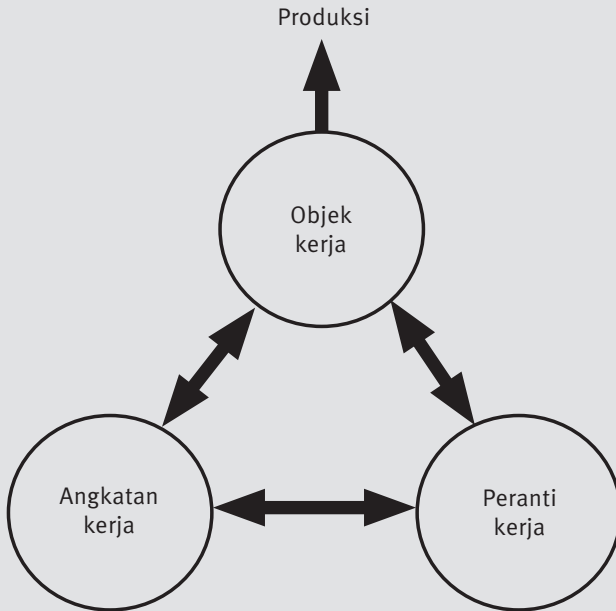 Produksi
Objek
kerja
Angkatan
kerja
Peranti
kerja